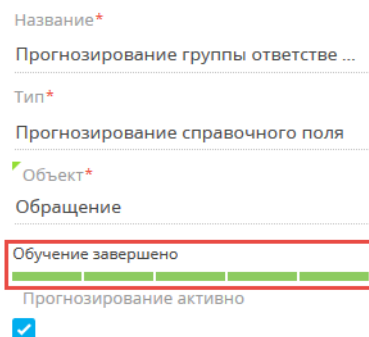 Название*
Прогнозирование группы ответстве ...
Тип*
Прогнозирование справочного поля
Объект*
Обращение
Обучение завершено
Прогнозирование активно